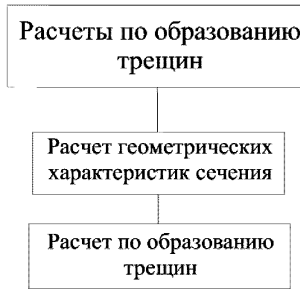 Расчеты по образованию
трещин
Расчет геометрических
характеристик сечения
Расчет по образованию
трещин